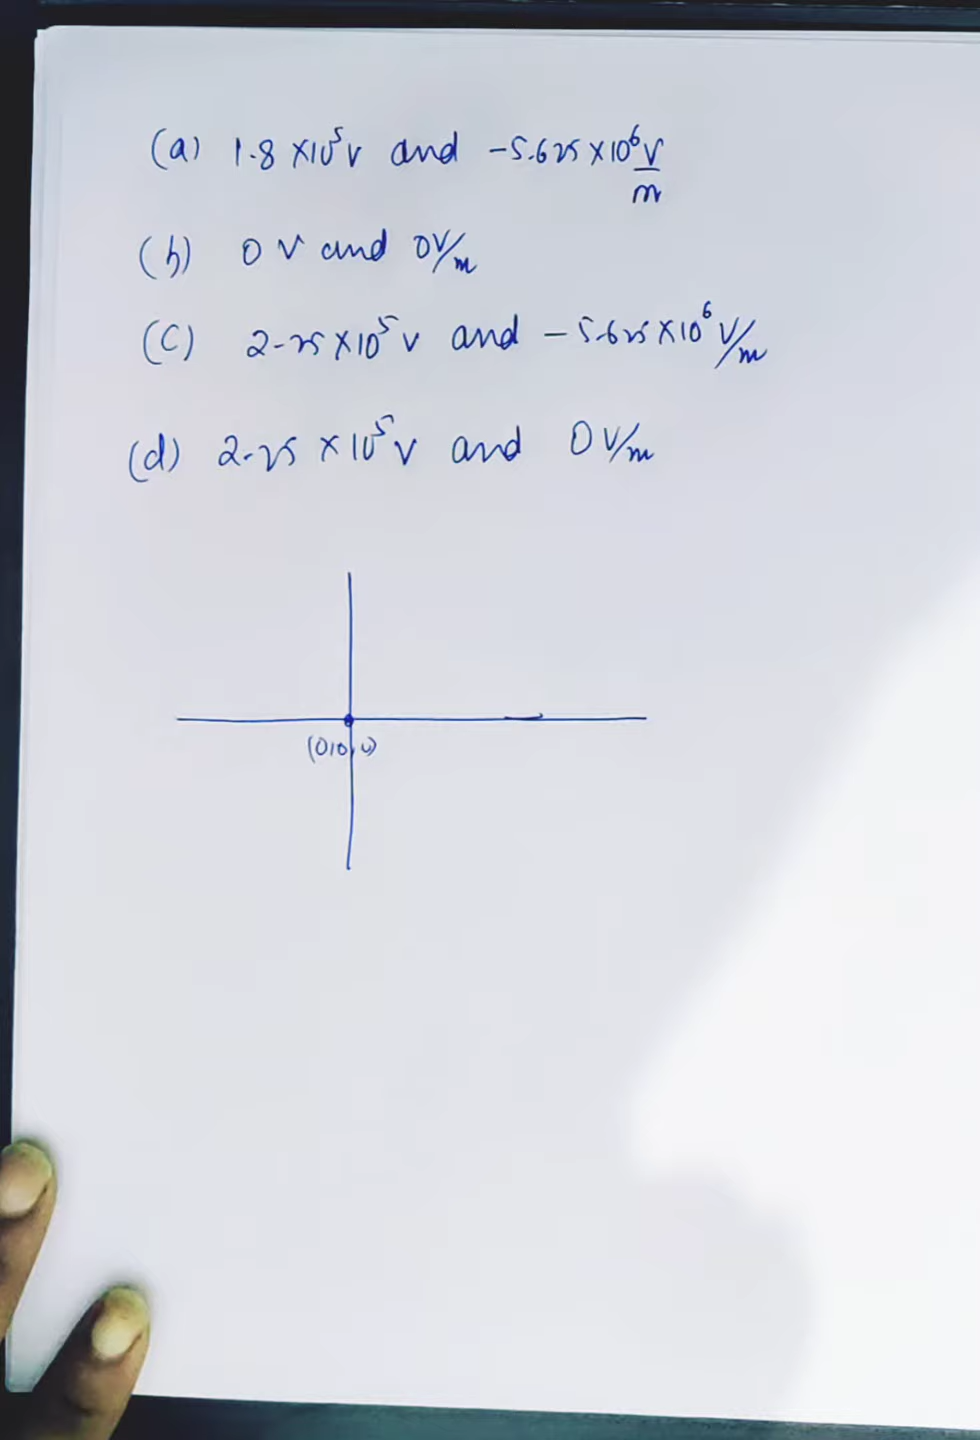 (a) 1.8 ×10⁵ V and -5.625 ×10⁶ V/m
(b) 0 V and 0 V/m
(C) 2-25 ×10⁵ V and - 5.625 ×10⁶ V/m
(d) 2-25 ×10⁵ V and 0 V/m
(0,0,0)